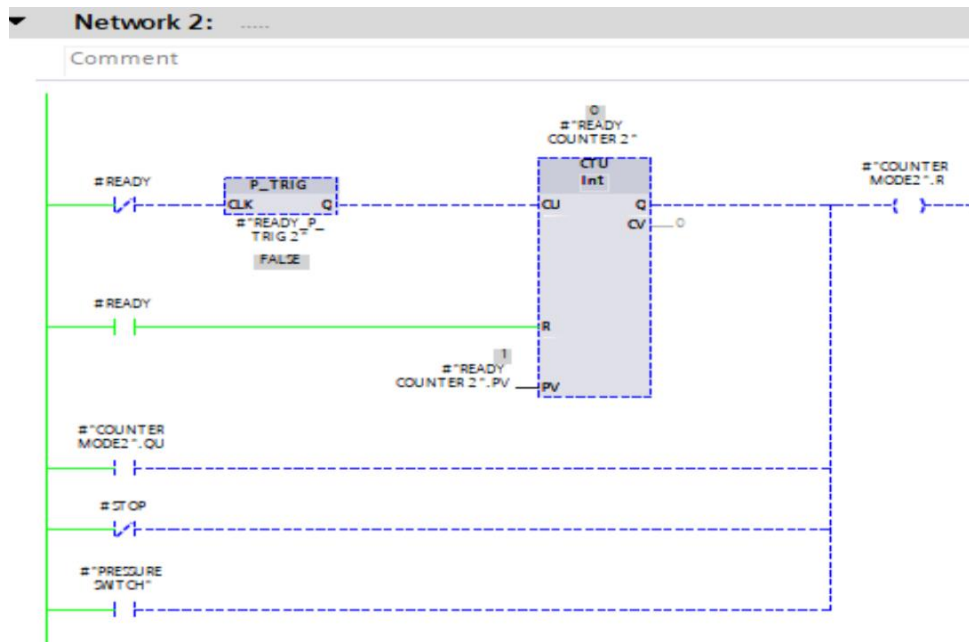 Network 2: .....
Comment
0
#"READY
COUNTER 2"
CTU
Int
#READY
P_TRIG
CLK Q
#"READY_P_
TRIG 2"
FALSE
CU Q
CV 0
#"COUNTER
MODE2".R
#READY
R
1
#"READY
COUNTER 2".PV
PV
#"COUNTER
MODE2".QU
#STOP
#"PRESSURE
SWITCH"